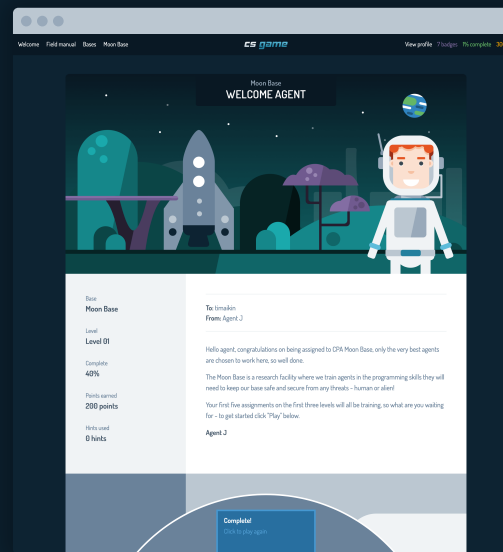 Welcome Field manual Bases Moon Base
cs game
View profile 7 badges 1% complete 300
Moon Base
WELCOME AGENT
Base
Moon Base
Level
Level 01
Complete
40%
Points earned
200 points
Hints used
0 hints
To: timaikin
From: Agent J
Hello agent, congratulations on being assigned to CPA Moon Base, only the very best agents
are chosen to work here, so well done.
The Moon Base is a research facility where we train agents in the programming skills they will
need to keep our base safe and secure from any threats - human or alien!
Your first five assignments on the first three levels will all be training, so what are you waiting
for - to get started click "Play" below.
Agent J
Complete!
Click to play again